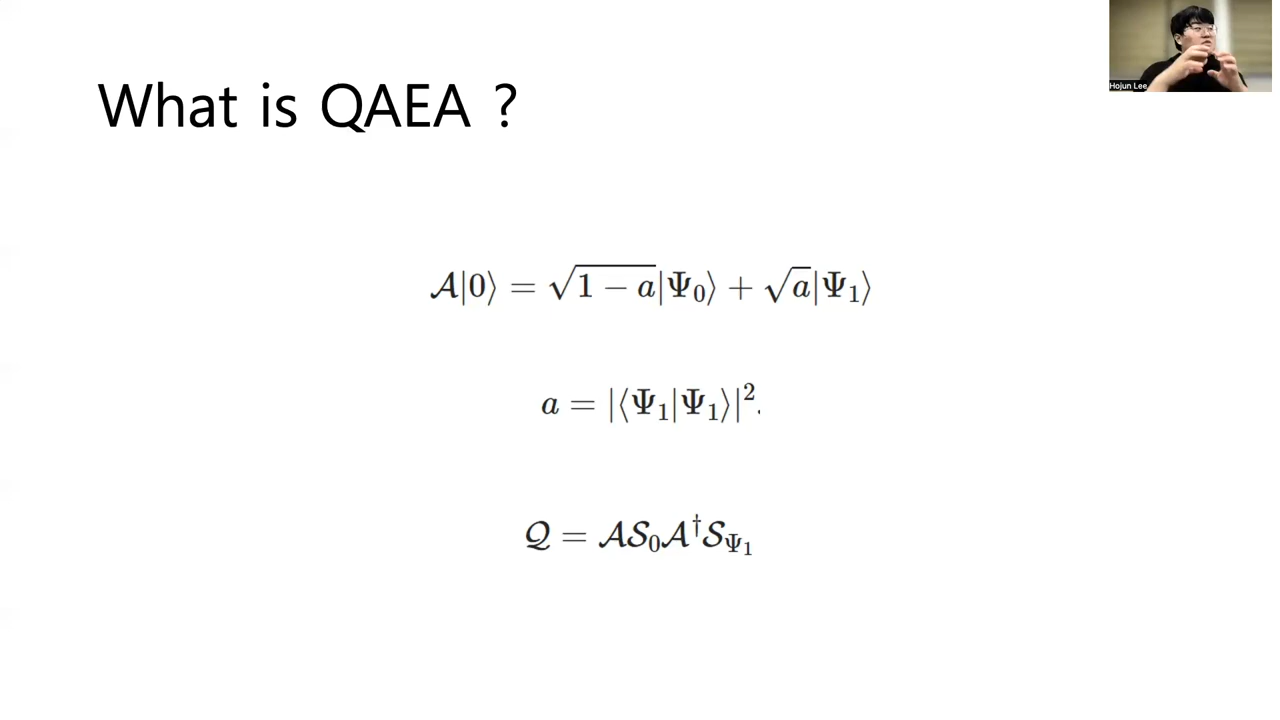 What is QAEA ?
Hojun Lee
𝒜|0⟩ = √(1 − a)|Ψ₀⟩ + √a|Ψ₁⟩
a = |⟨Ψ₁|Ψ₁⟩|².
𝒬 = 𝒜𝒮₀𝒜†𝒮_Ψ₁